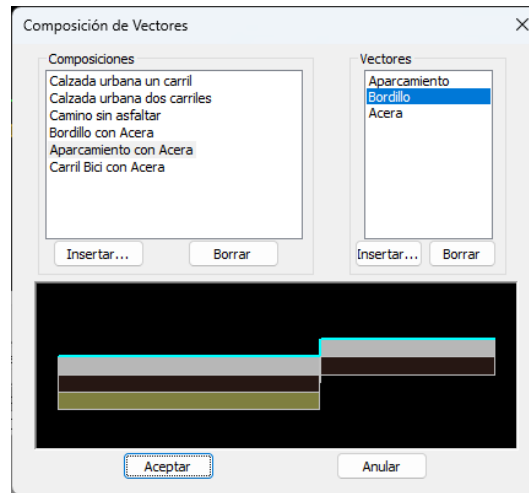 Composición de Vectores
Composiciones
Calzada urbana un carril
Calzada urbana dos carriles
Camino sin asfaltar
Bordillo con Acera
Aparcamiento con Acera
Carril Bici con Acera
Insertar...
Borrar
Vectores
Aparcamiento
Bordillo
Acera
Insertar...
Borrar
Aceptar
Anular